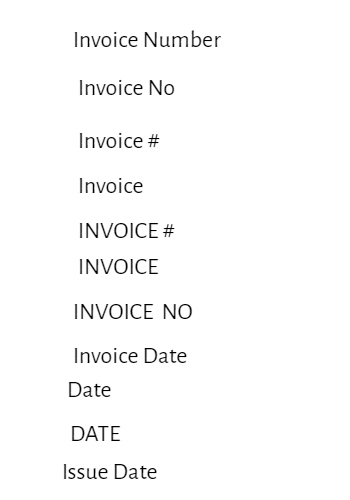 Invoice Number
Invoice No
Invoice #
Invoice
INVOICE #
INVOICE
INVOICE NO
Invoice Date
Date
DATE
Issue Date